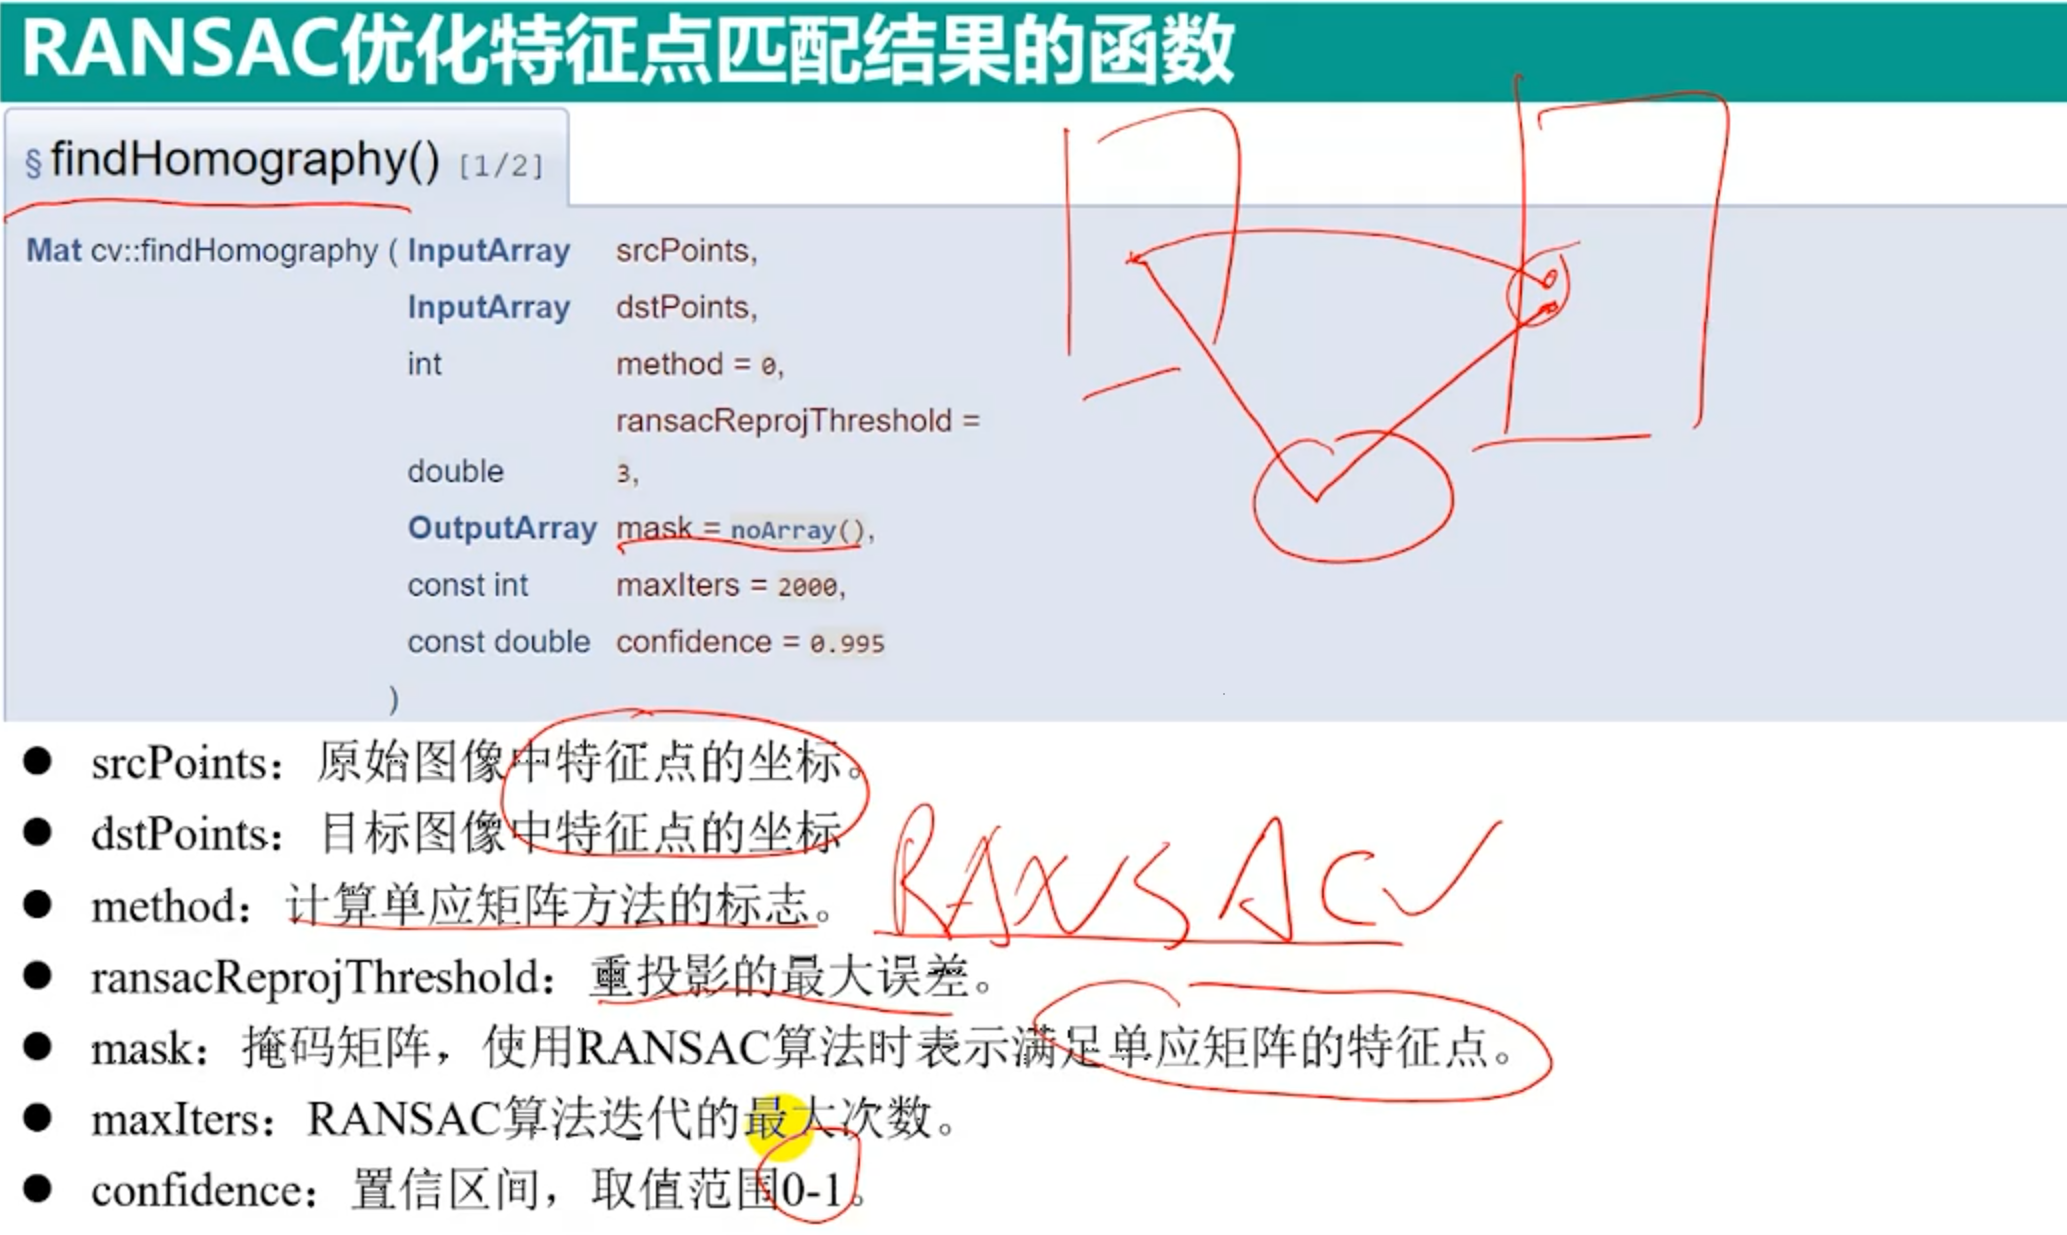 RANSAC优化特征点匹配结果的函数
§ findHomography() [1/2]
Mat cv::findHomography ( InputArray srcPoints,
InputArray dstPoints,
int method = 0,
ransacReprojThreshold =
double 3,
OutputArray mask = noArray(),
const int maxIters = 2000,
const double confidence = 0.995
)
● srcPoints：原始图像中特征点的坐标。
● dstPoints：目标图像中特征点的坐标
● method：计算单应矩阵方法的标志。
RANSAC
● ransacReprojThreshold：重投影的最大误差。
● mask：掩码矩阵，使用RANSAC算法时表示满足单应矩阵的特征点。
● maxIters：RANSAC算法迭代的最大次数。
● confidence：置信区间，取值范围0-1。